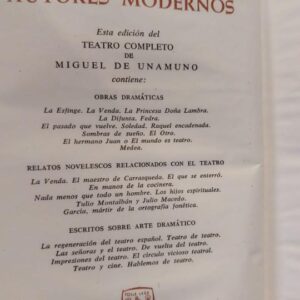 AUTORES MODERNOS
Esta edición del
TEATRO COMPLETO
DE
MIGUEL DE UNAMUNO
contiene:
OBRAS DRAMÁTICAS
La Esfinge. La Venda. La Princesa Doña Lambra.
La Difunta. Fedra.
El pasado que vuelve. Soledad. Raquel encadenada.
Sombras de sueño. El Otro.
El hermano Juan o El mundo es teatro.
Medea.
RELATOS NOVELESCOS RELACIONADOS CON EL TEATRO
La Venda. El maestro de Carrasqueda. El que se enterró.
En manos de la cocinera.
Nada menos que todo un hombre. Los hijos espirituales.
Tulio Montalbán y Julio Macedo.
García, mártir de la ortografía fonética.
ESCRITOS SOBRE ARTE DRAMÁTICO
La regeneración del teatro español. Teatro de teatro.
Las señoras y el teatro. De vuelta del teatro.
Impresiones del teatro. El círculo vicioso teatral.
Teatro y cine. Hablemos de teatro.